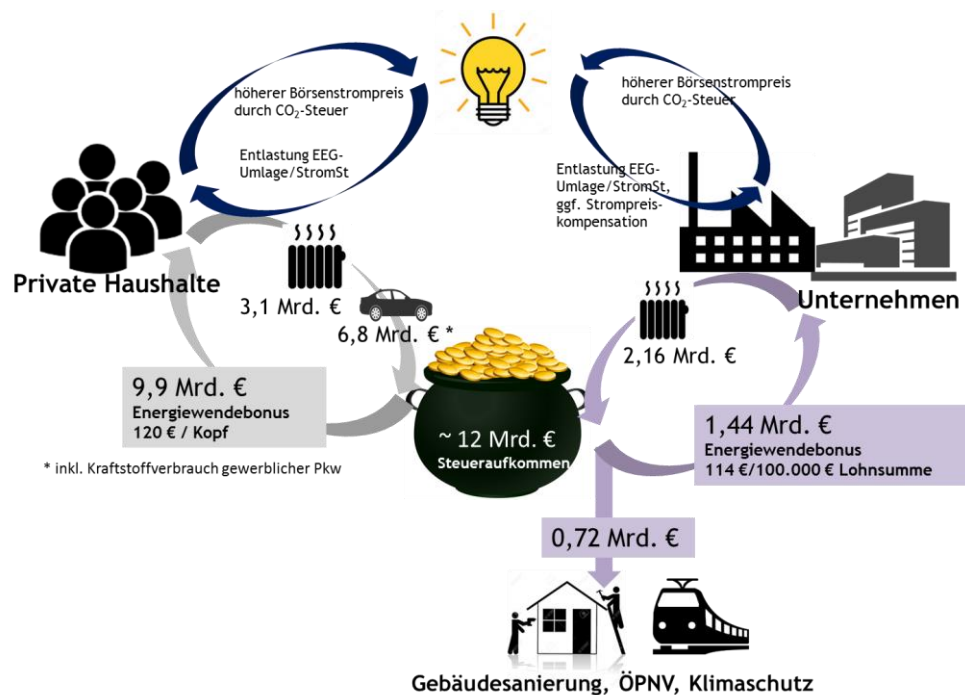 höherer Börsenstrompreis
durch CO₂-Steuer
höherer Börsenstrompreis
durch CO₂-Steuer
Entlastung EEG-
Umlage/StromSt
Entlastung EEG-
Umlage/StromSt,
ggf. Strompreis-
kompensation
Private Haushalte
Unternehmen
3,1 Mrd. €
6,8 Mrd. € *
2,16 Mrd. €
9,9 Mrd. €
Energiewendebonus
120 € / Kopf
* inkl. Kraftstoffverbrauch gewerblicher Pkw
~ 12 Mrd. €
Steueraufkommen
1,44 Mrd. €
Energiewendebonus
114 €/100.000 € Lohnsumme
0,72 Mrd. €
Gebäudesanierung, ÖPNV, Klimaschutz